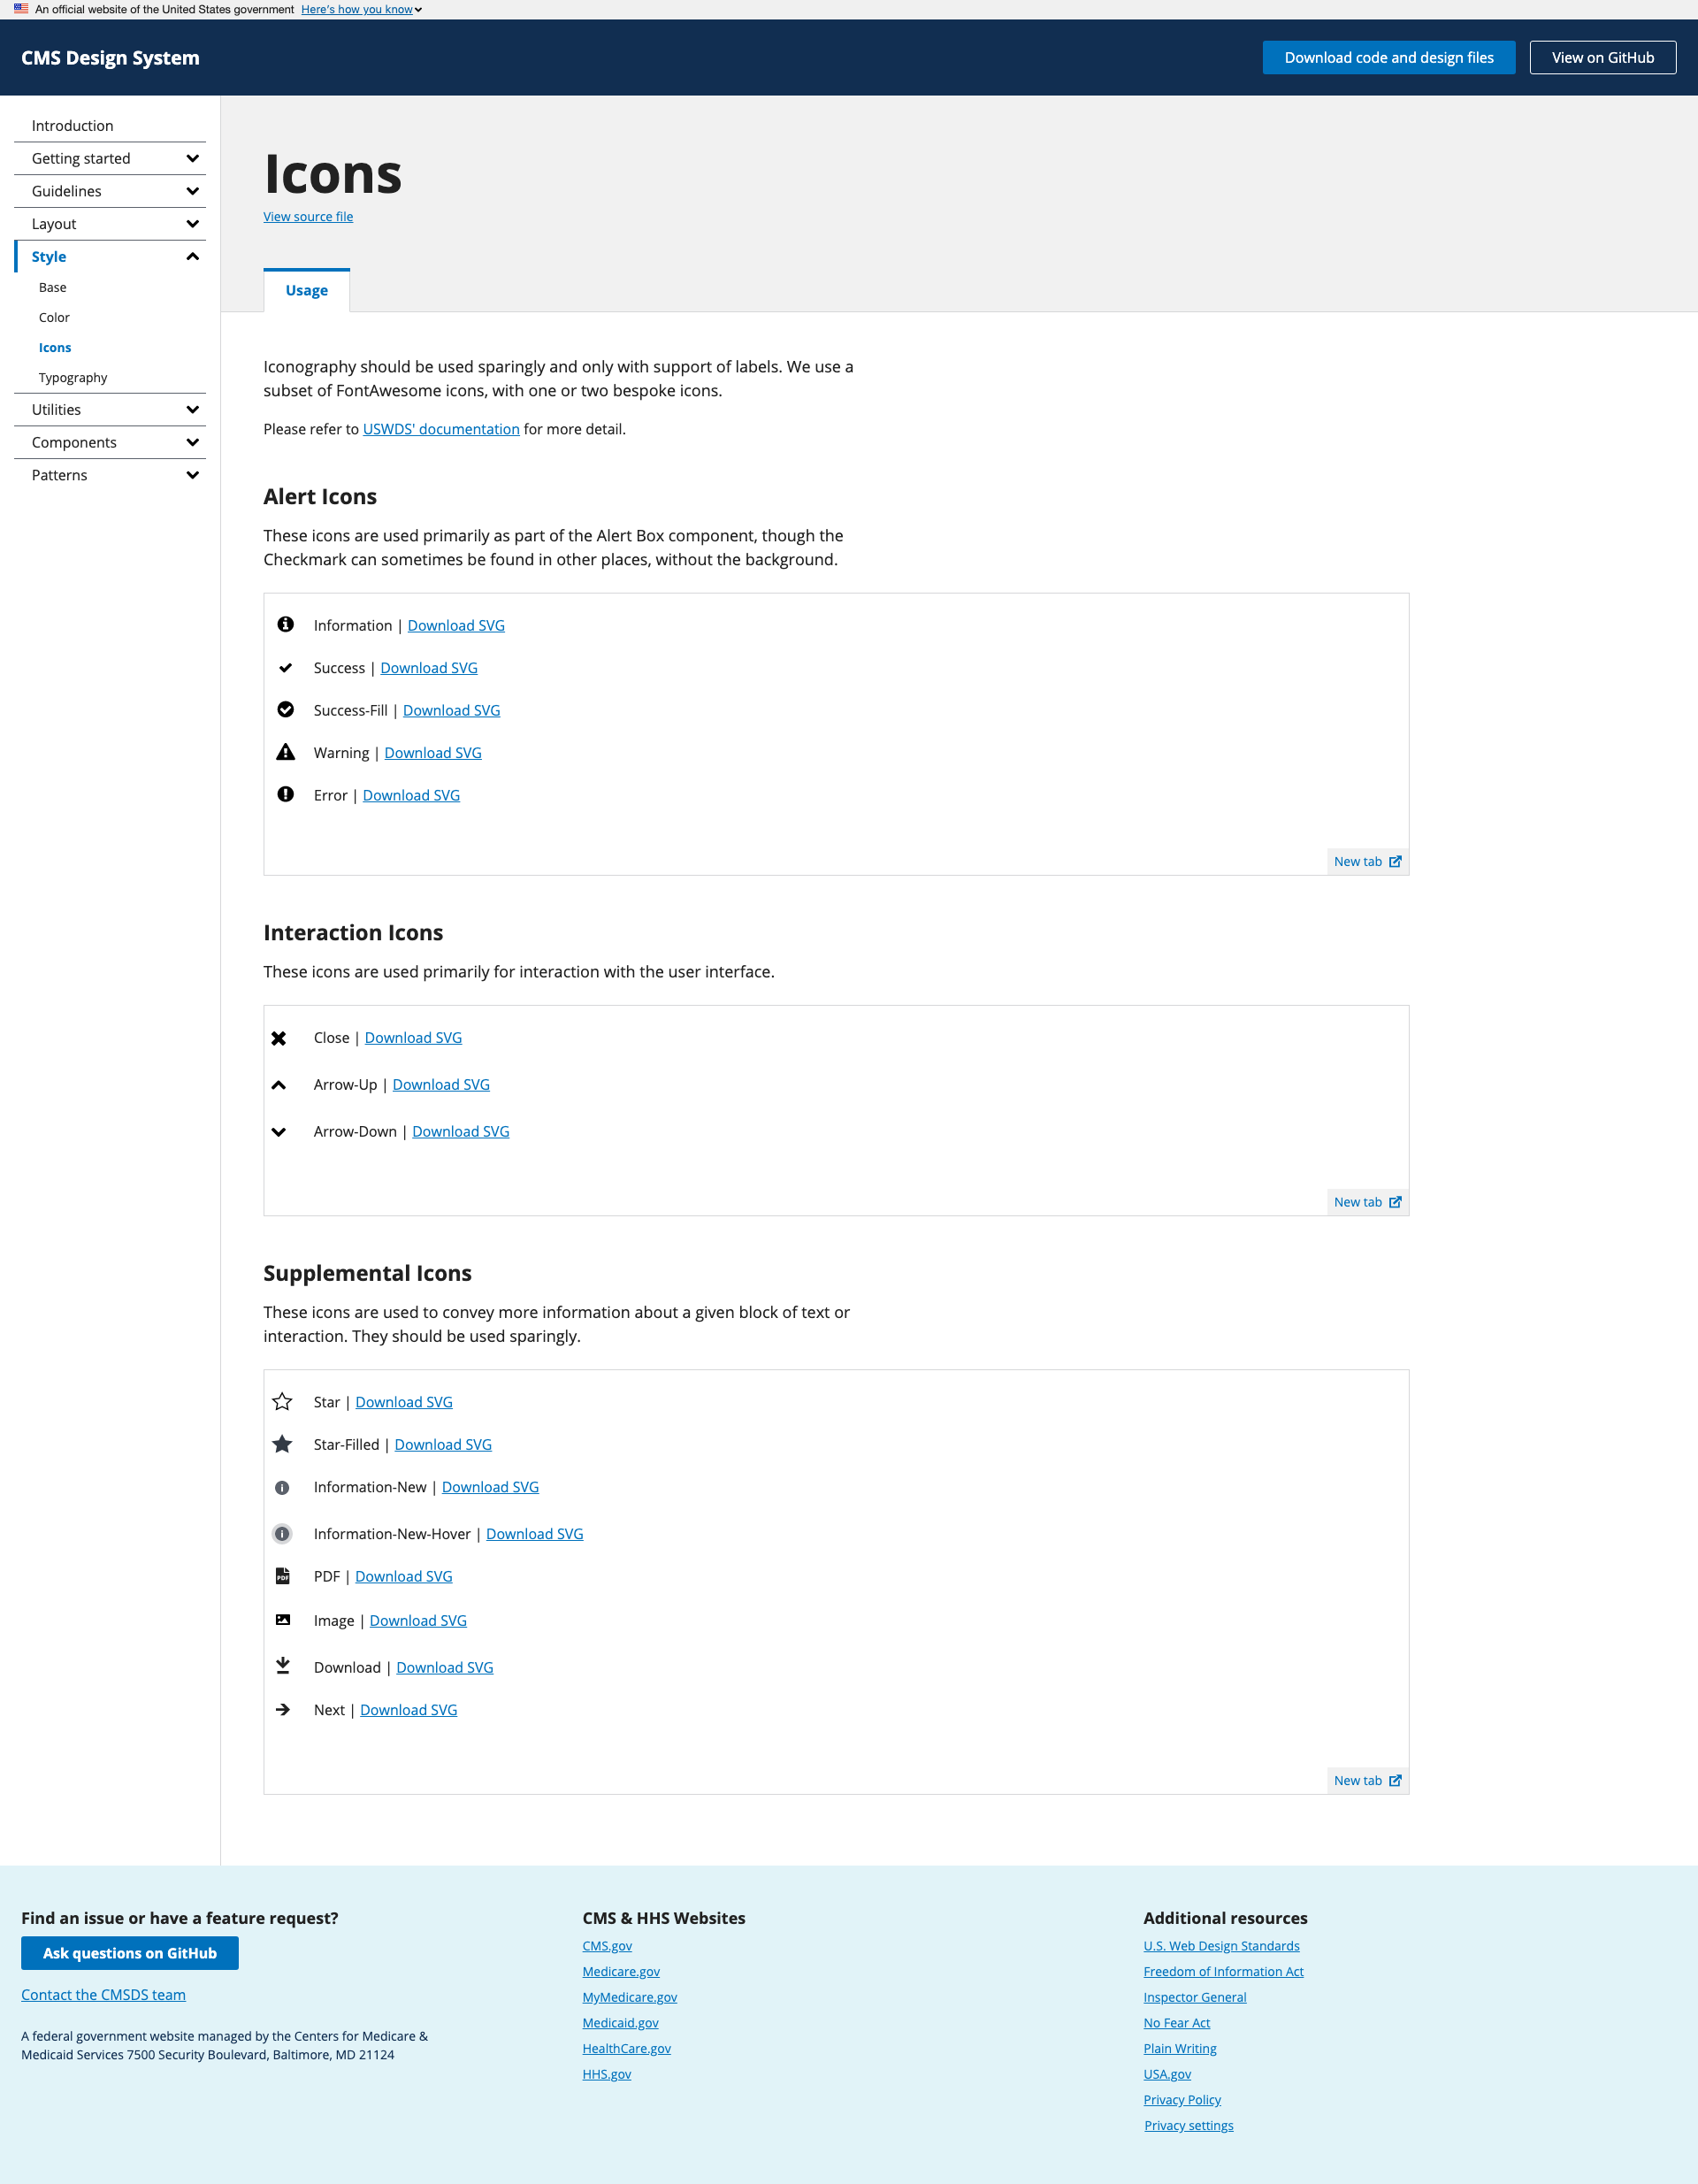 An official website of the United States government Here's how you know
CMS Design System
Download code and design files
View on GitHub
Introduction
Getting started
Guidelines
Layout
Style
Base
Color
Icons
Typography
Utilities
Components
Patterns
Icons
View source file
Usage
Iconography should be used sparingly and only with support of labels. We use a
subset of FontAwesome icons, with one or two bespoke icons.
Please refer to USWDS' documentation for more detail.
Alert Icons
These icons are used primarily as part of the Alert Box component, though the
Checkmark can sometimes be found in other places, without the background.
Information | Download SVG
Success | Download SVG
Success-Fill | Download SVG
Warning | Download SVG
Error | Download SVG
New tab
Interaction Icons
These icons are used primarily for interaction with the user interface.
Close | Download SVG
Arrow-Up | Download SVG
Arrow-Down | Download SVG
New tab
Supplemental Icons
These icons are used to convey more information about a given block of text or
interaction. They should be used sparingly.
Star | Download SVG
Star-Filled | Download SVG
Information-New | Download SVG
Information-New-Hover | Download SVG
PDF
PDF | Download SVG
Image | Download SVG
Download | Download SVG
Next | Download SVG
New tab
Find an issue or have a feature request?
Ask questions on GitHub
Contact the CMSDS team
A federal government website managed by the Centers for Medicare &
Medicaid Services 7500 Security Boulevard, Baltimore, MD 21124
CMS & HHS Websites
CMS.gov
Medicare.gov
MyMedicare.gov
Medicaid.gov
HealthCare.gov
HHS.gov
Additional resources
U.S. Web Design Standards
Freedom of Information Act
Inspector General
No Fear Act
Plain Writing
USA.gov
Privacy Policy
Privacy settings